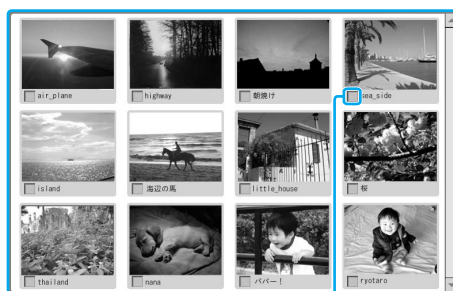 air_plane
highway
朝焼け
sea_side
island
海辺の馬
little_house
桜
thailand
nana
パパー！
ryotaro